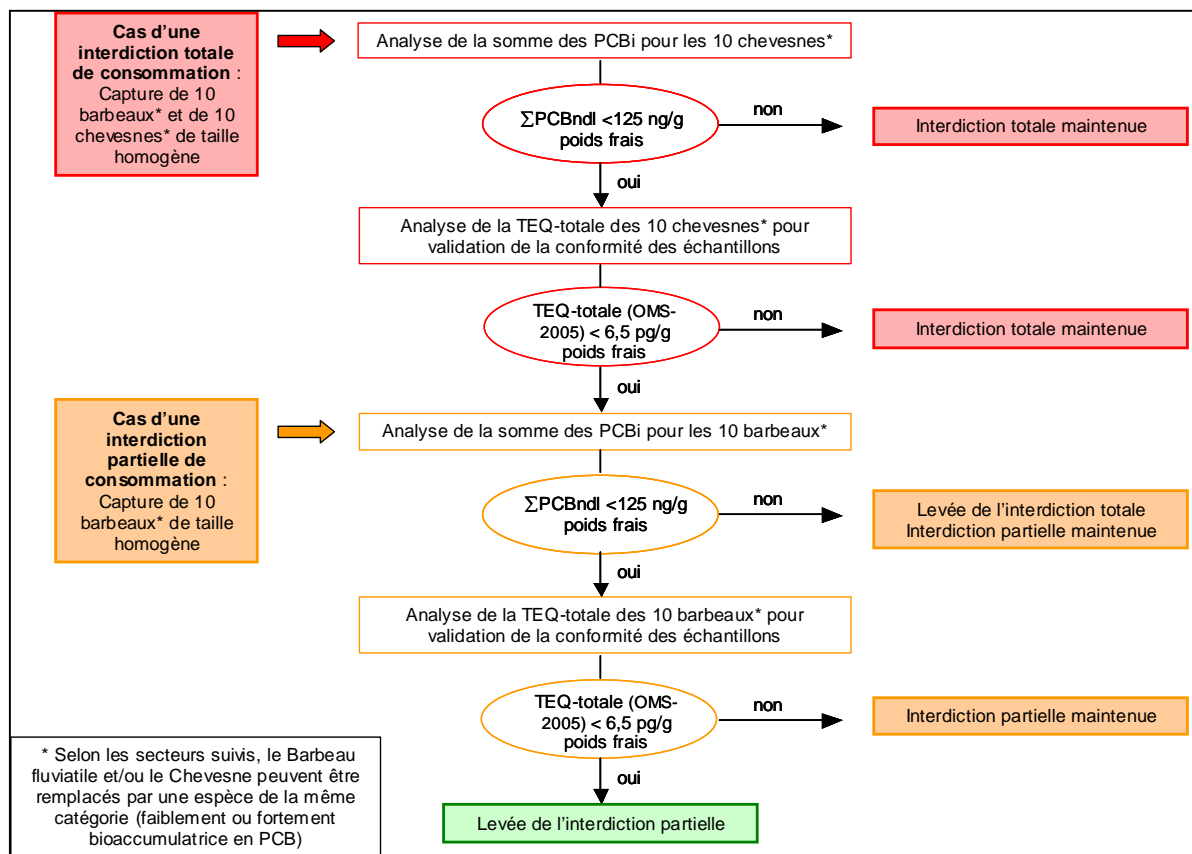 Cas d'une
interdiction totale
de consommation :
Capture de 10
barbeaux* et de 10
chevesnes* de taille
homogène
Analyse de la somme des PCBi pour les 10 chevesnes*
∑PCBndl <125 ng/g
poids frais
non
Interdiction totale maintenue
oui
Analyse de la TEQ-totale des 10 chevesnes* pour
validation de la conformité des échantillons
TEQ-totale (OMS-
2005) < 6,5 pg/g
poids frais
non
Interdiction totale maintenue
oui
Cas d'une
interdiction
partielle de
consommation :
Capture de 10
barbeaux* de taille
homogène
Analyse de la somme des PCBi pour les 10 barbeaux*
∑PCBndl <125 ng/g
poids frais
non
Levée de l'interdiction totale
Interdiction partielle maintenue
oui
Analyse de la TEQ-totale des 10 barbeaux* pour
validation de la conformité des échantillons
TEQ-totale (OMS-
2005) < 6,5 pg/g
poids frais
non
Interdiction partielle maintenue
oui
Levée de l'interdiction partielle
* Selon les secteurs suivis, le Barbeau
fluviatile et/ou le Chevesne peuvent être
remplacés par une espèce de la même
catégorie (faiblement ou fortement
bioaccumulatrice en PCB)